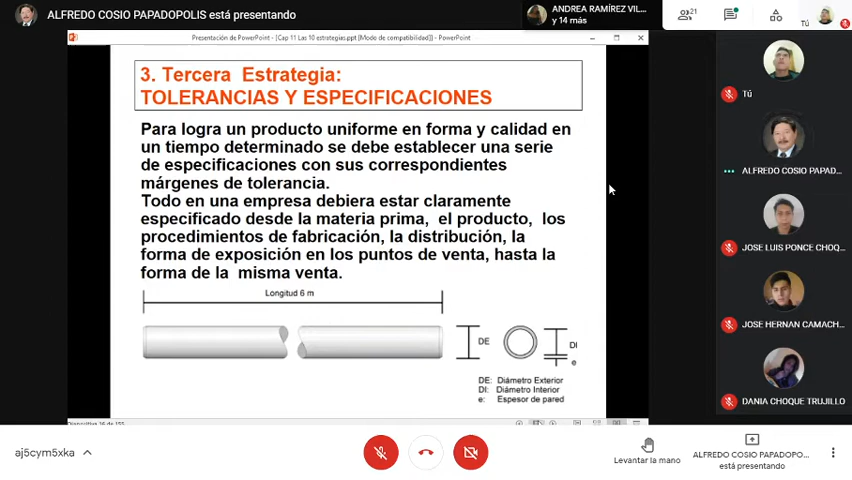 ALFREDO COSIO PAPADOPOLIS está presentando
ANDREA RAMÍREZ VIL...
y 14 más
21
Tú
Presentación de PowerPoint - [Cap 11 Las 10 estrategias.ppt [Modo de compatibilidad] - PowerPoint
3. Tercera Estrategia:
TOLERANCIAS Y ESPECIFICACIONES
Para logra un producto uniforme en forma y calidad en
un tiempo determinado se debe establecer una serie
de especificaciones con sus correspondientes
márgenes de tolerancia.
Todo en una empresa debiera estar claramente
especificado desde la materia prima, el producto, los
procedimientos de fabricación, la distribución, la
forma de exposición en los puntos de venta, hasta la
forma de la misma venta.
Longitud 6 m
DE
DI
e
DE: Diámetro Exterior
DI: Diámetro Interior
e: Espesor de pared
Diapositiva 16 de 155
Tú
ALFREDO COSIO PAPAD...
JOSE LUIS PONCE CHOQ...
JOSE HERNAN CAMACH...
DANIA CHOQUE TRUJILLO
aj5cym5xka
Levantar la mano
ALFREDO COSIO PAPADOPO...
está presentando